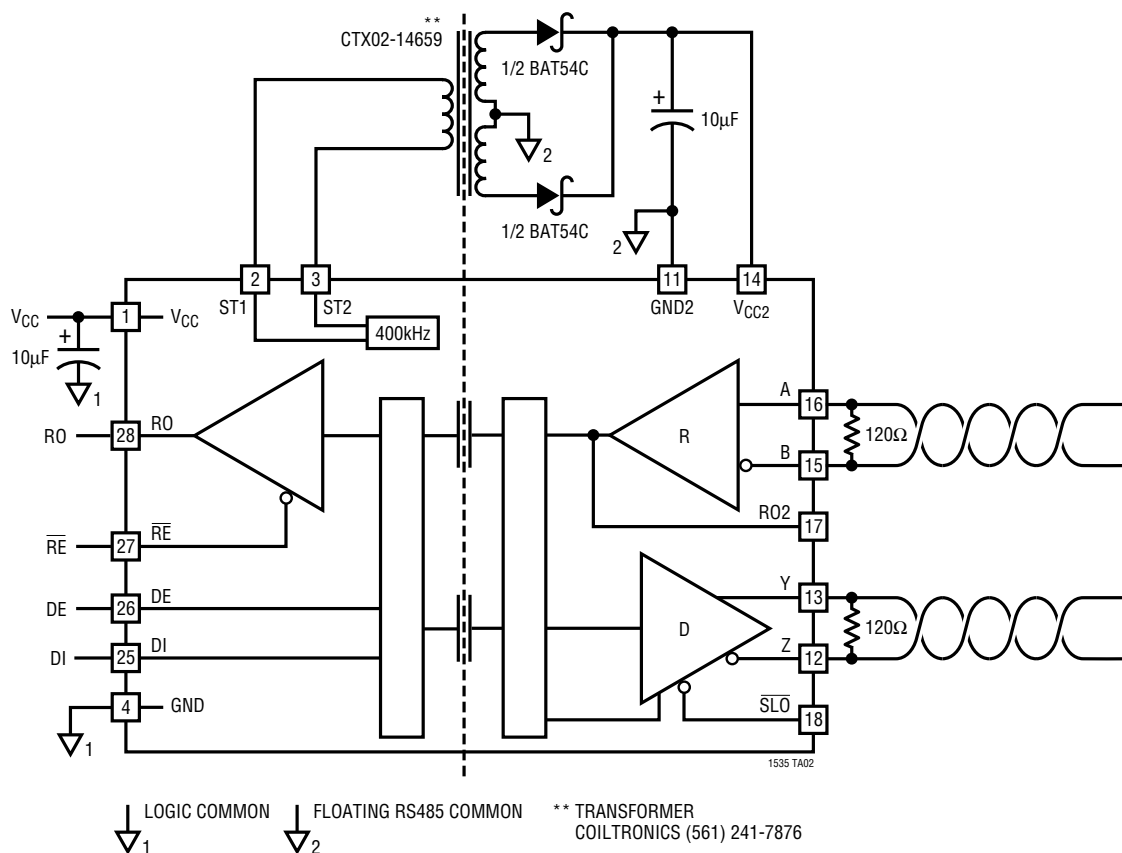 **
CTX02-14659
1/2 BAT54C
+
10µF
2
1/2 BAT54C
2
2
3
11
14
ST1
ST2
GND2
VCC2
VCC
1
VCC
400kHz
+
10µF
1
A
16
RO
28
RO
R
120Ω
B
15
RO2
17
RE
27
RE
Y
13
DE
26
DE
D
120Ω
DI
25
DI
Z
12
4
GND
SLO
18
1
1535 TA02
LOGIC COMMON
1
FLOATING RS485 COMMON
2
** TRANSFORMER
COILTRONICS (561) 241-7876